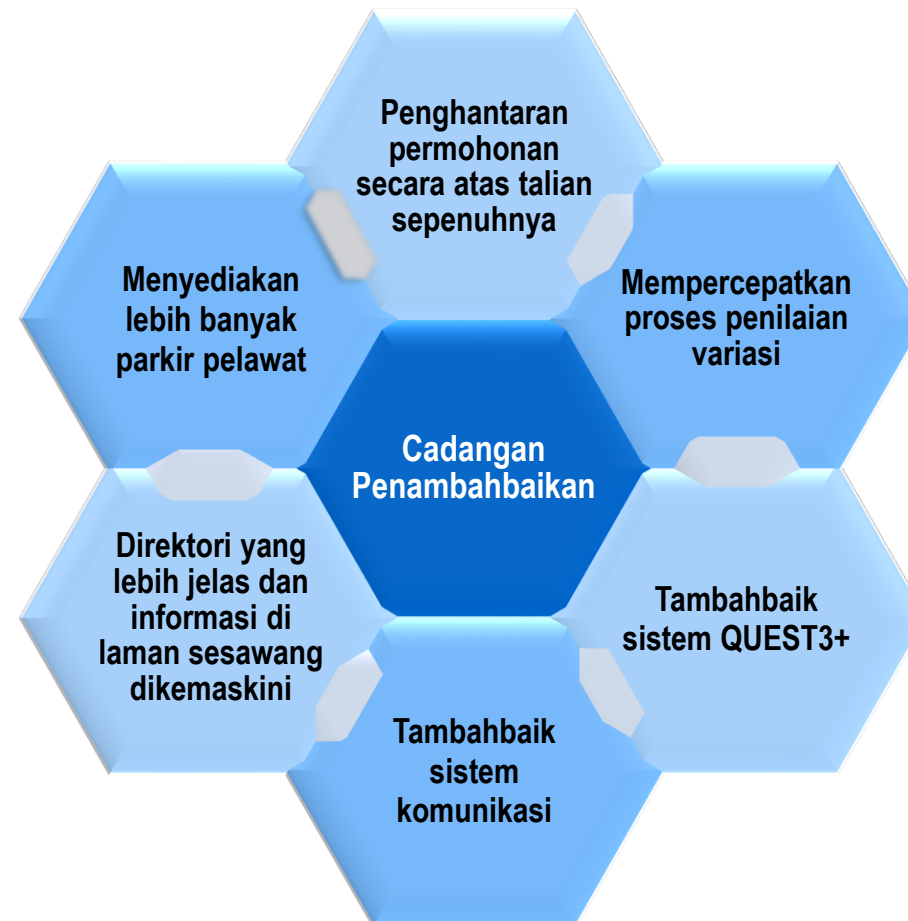 Penghantaran
permohonan
secara atas talian
sepenuhnya
Menyediakan
lebih banyak
parkir pelawat
Mempercepatkan
proses penilaian
variasi
Cadangan
Penambahbaikan
Direktori yang
lebih jelas dan
informasi di
laman sesawang
dikemaskini
Tambahbaik
sistem QUEST3+
Tambahbaik
sistem
komunikasi